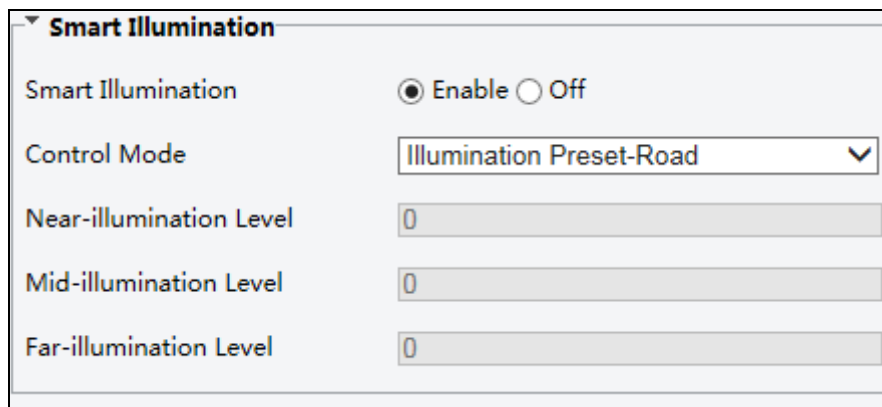 Smart Illumination
Smart Illumination Enable Off
Control Mode Illumination Preset-Road
Near-illumination Level 0
Mid-illumination Level 0
Far-illumination Level 0